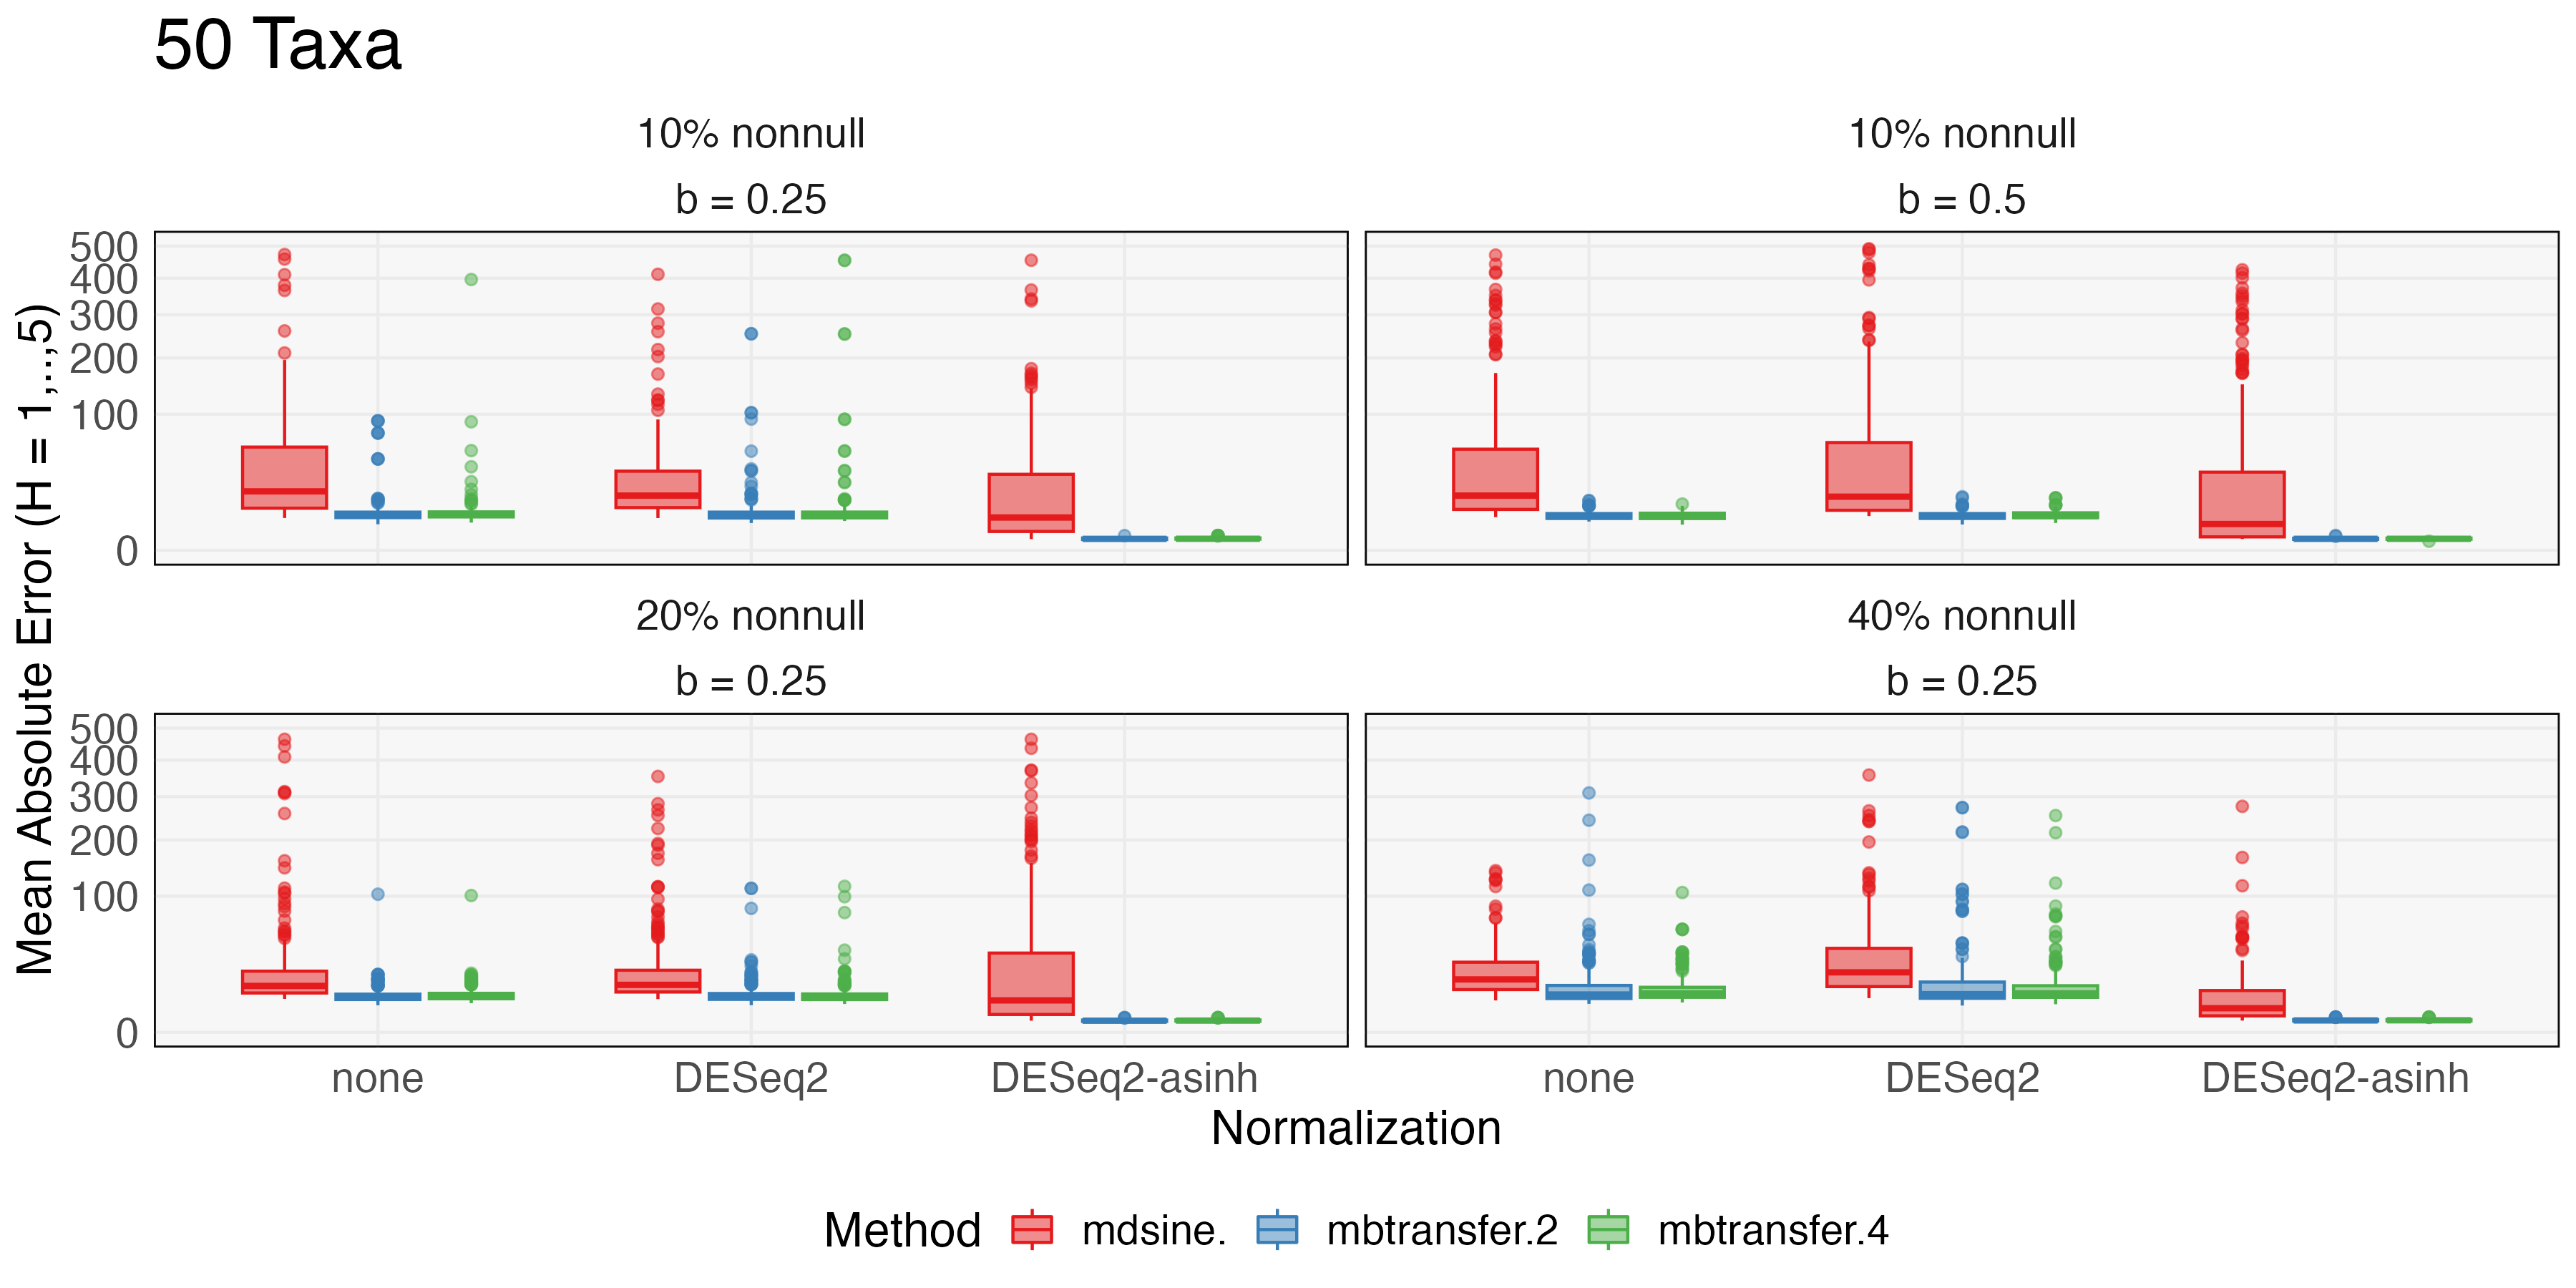 50 Taxa
10% nonnull
b = 0.25
10% nonnull
b = 0.5
Mean Absolute Error (H = 1,..,5)
500
400
300
200
100
0
20% nonnull
b = 0.25
40% nonnull
b = 0.25
500
400
300
200
100
0
none DESeq2 DESeq2-asinh
none DESeq2 DESeq2-asinh
Normalization
Method mdsine. mbtransfer.2 mbtransfer.4